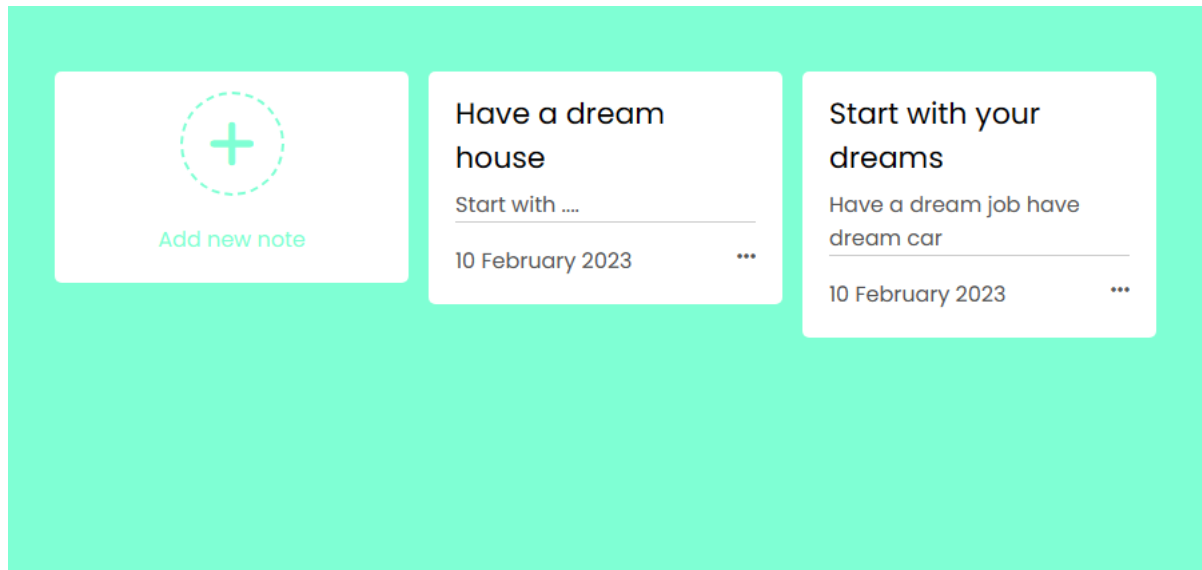 Add new note
Have a dream
house
Start with ....
10 February 2023
Start with your
dreams
Have a dream job have
dream car
10 February 2023